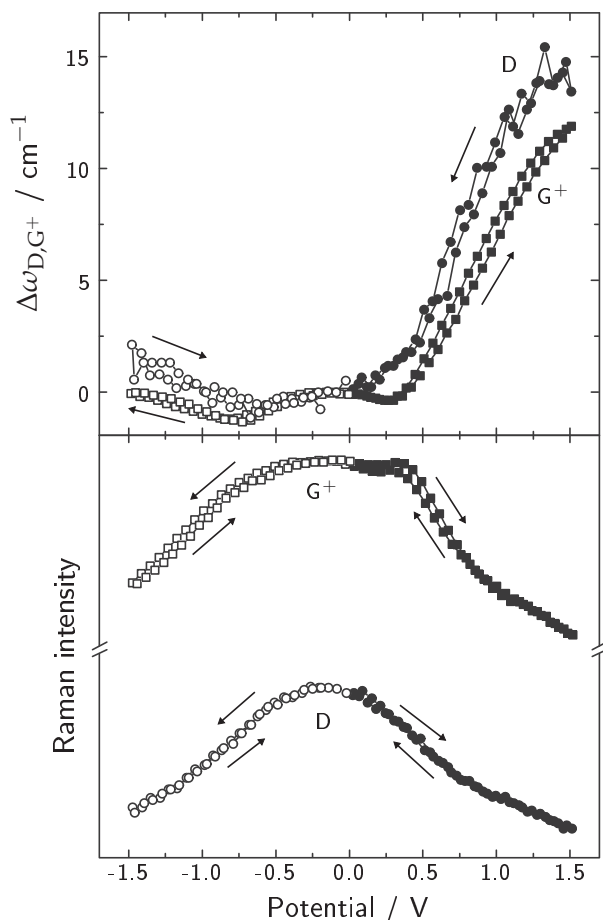 15
10
5
0
Δω_{D,G⁺} / cm⁻¹
D
G⁺
G⁺
D
Raman intensity
-1.5 -1.0 -0.5 0.0 0.5 1.0 1.5
Potential / V